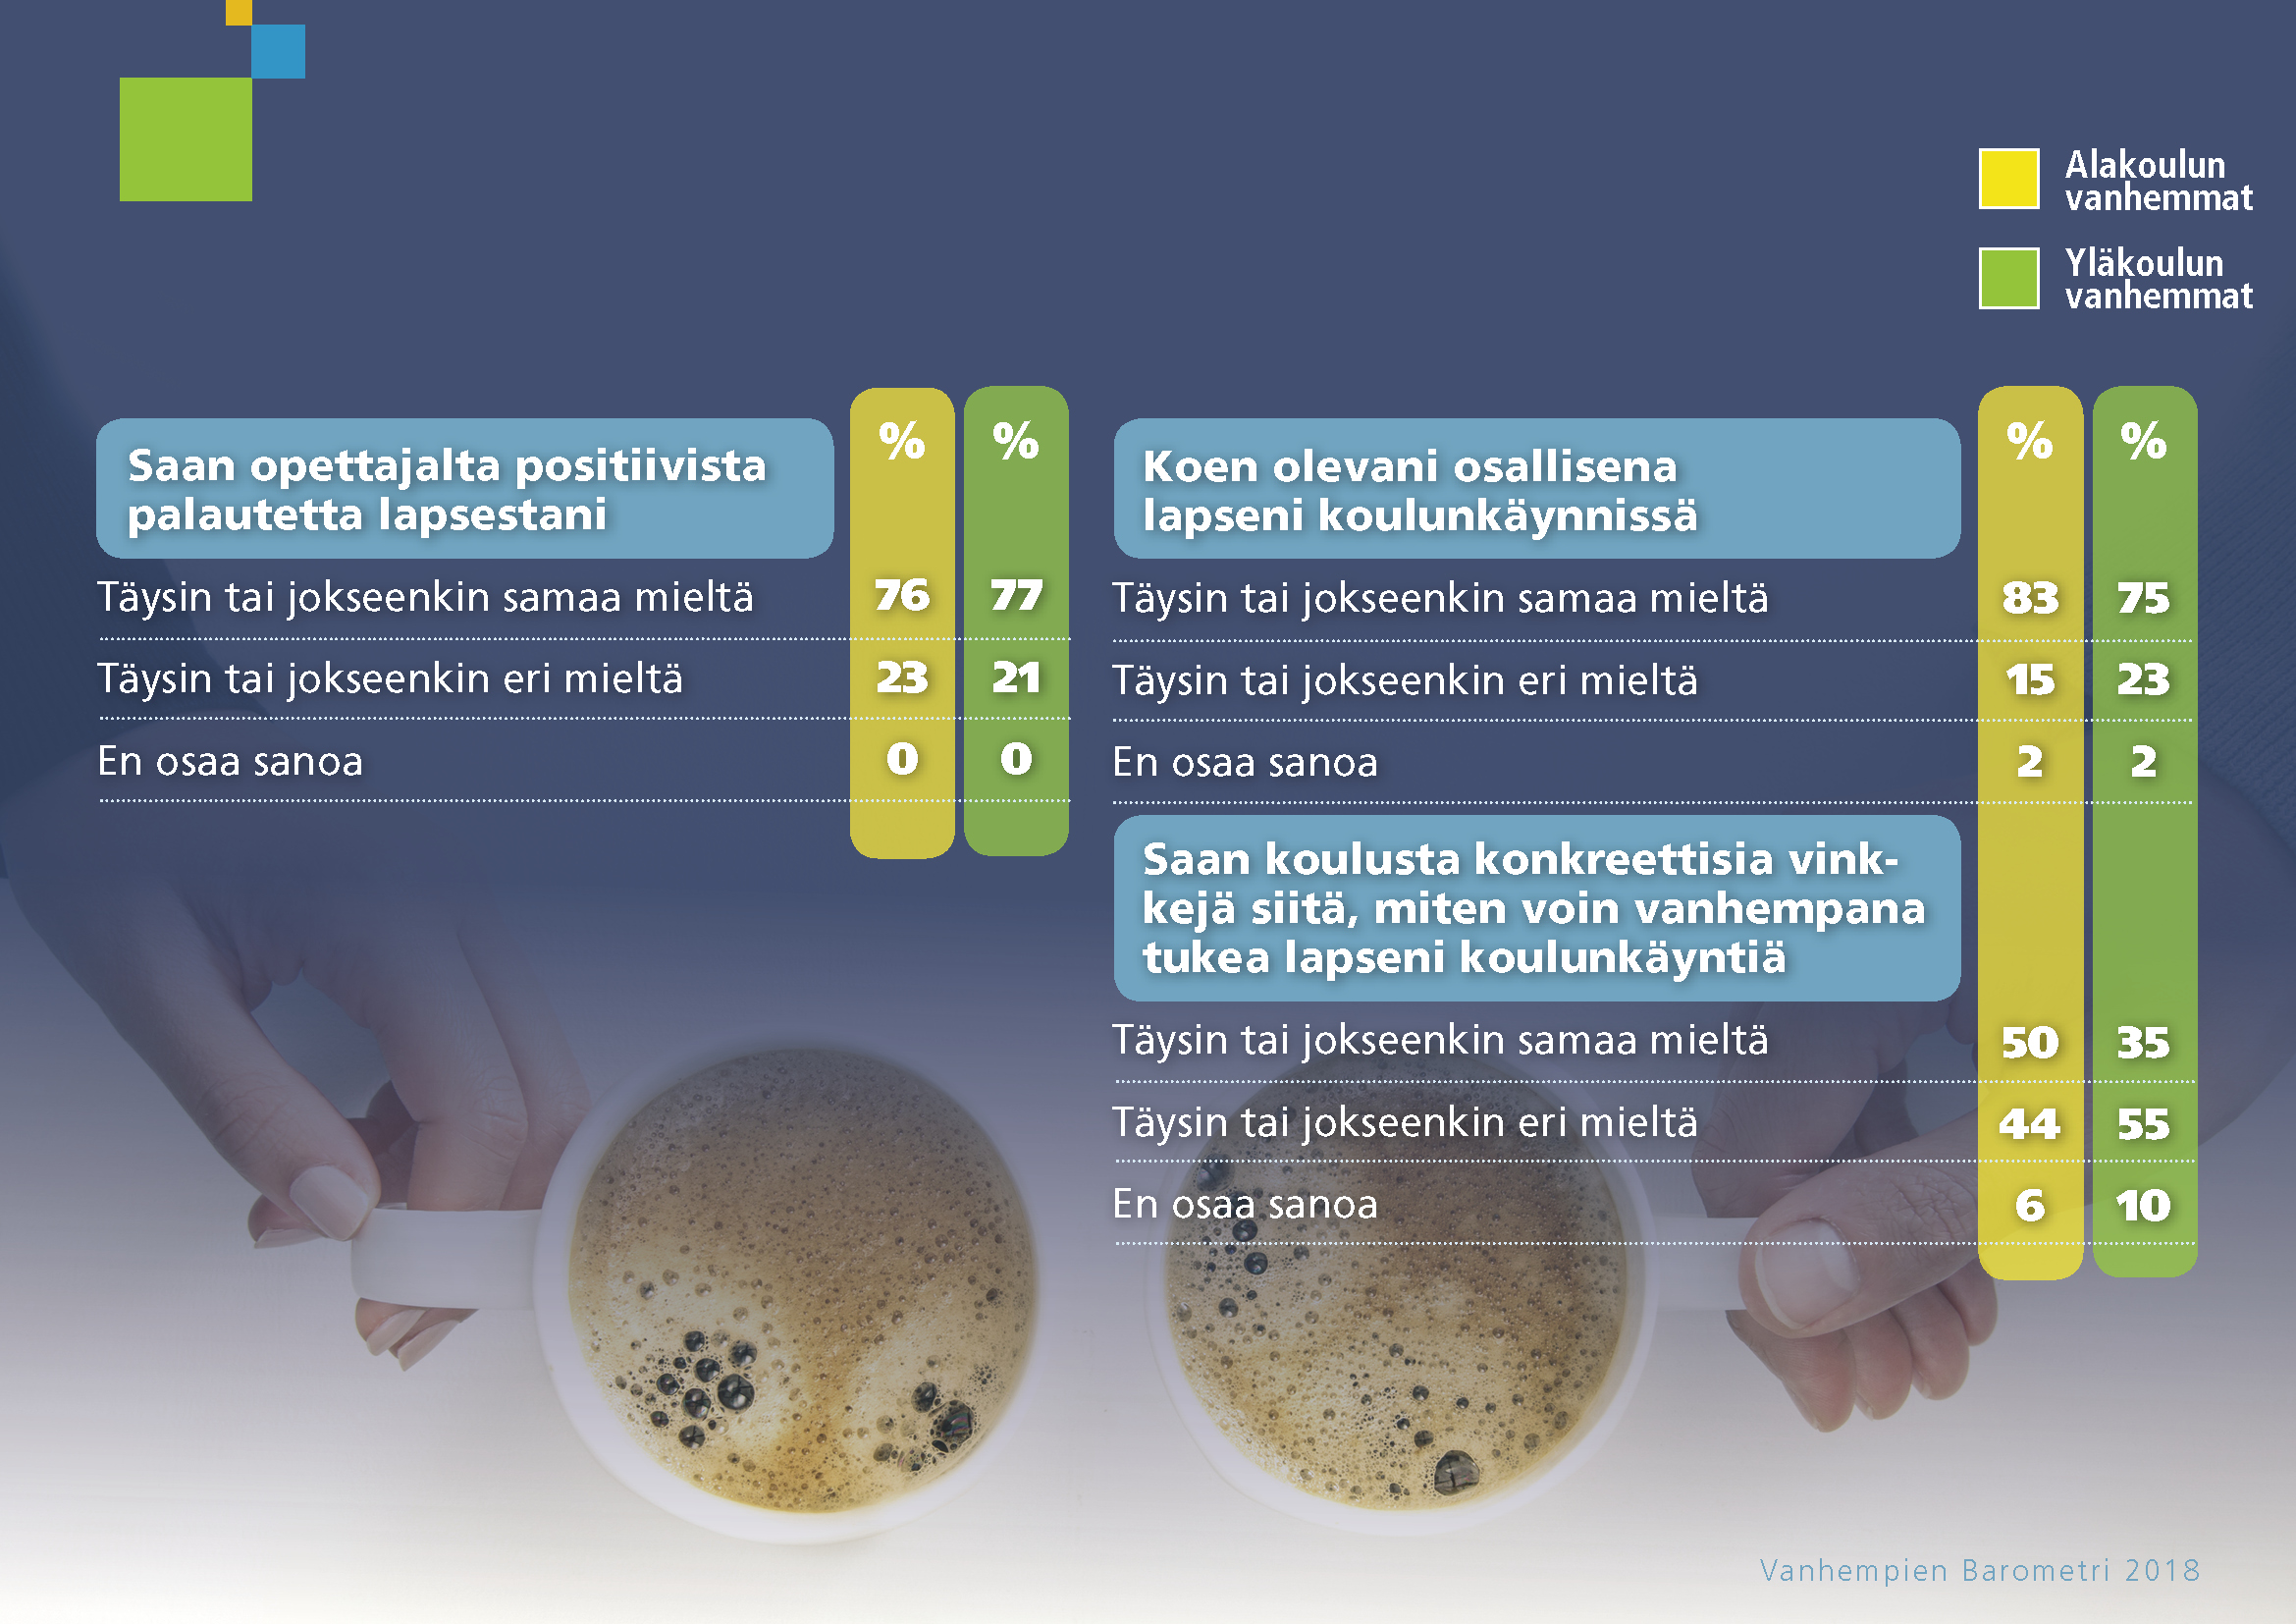 Alakoulun
vanhemmat
Yläkoulun
vanhemmat
% %
Saan opettajalta positiivista
palautetta lapsestani
Täysin tai jokseenkin samaa mieltä 76 77
Täysin tai jokseenkin eri mieltä 23 21
En osaa sanoa 0 0
% %
Koen olevani osallisena
lapseni koulunkäynnissä
Täysin tai jokseenkin samaa mieltä 83 75
Täysin tai jokseenkin eri mieltä 15 23
En osaa sanoa 2 2
Saan koulusta konkreettisia vink-
kejä siitä, miten voin vanhempana
tukea lapseni koulunkäyntiä
Täysin tai jokseenkin samaa mieltä 50 35
Täysin tai jokseenkin eri mieltä 44 55
En osaa sanoa 6 10
Vanhempien Barometri 2018